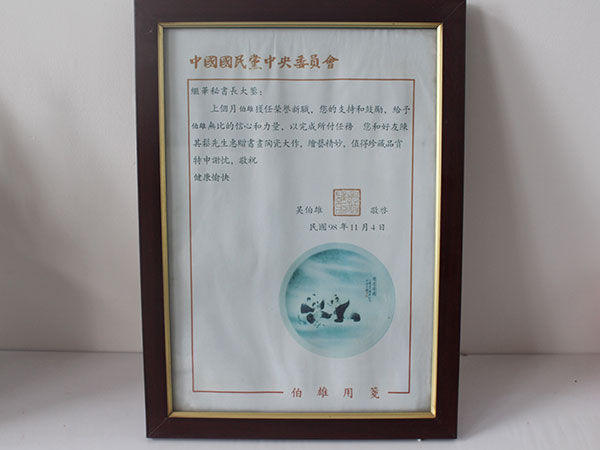 中國國民黨中央委員會
繼華秘書長大鑒：
上個月伯雄獲任榮譽新職，您的支持和鼓勵，給予
伯雄無比的信心和力量，以完成所付任務 您和好友陳
其鬆先生惠贈書畫陶瓷大作，繪藝精妙，值得珍藏品賞
特申謝忱，敬祝
健康愉快
吳伯雄 敬啓
民國98年11月4日
伯雄用箋